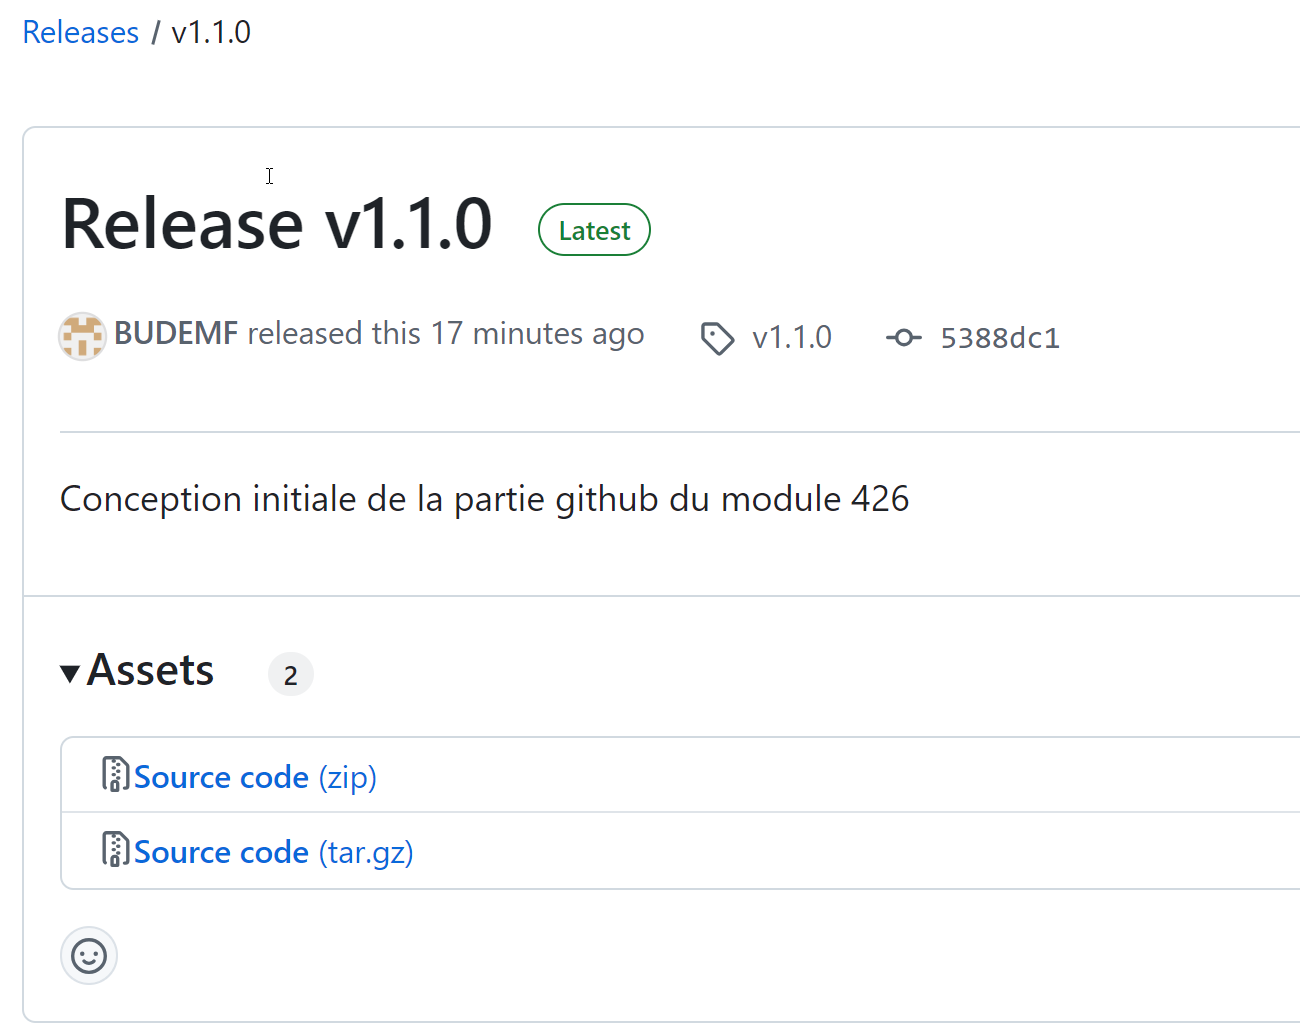 Releases / v1.1.0
Release v1.1.0 Latest
BUDEMF released this 17 minutes ago v1.1.0 5388dc1
Conception initiale de la partie github du module 426
Assets 2
Source code (zip)
Source code (tar.gz)